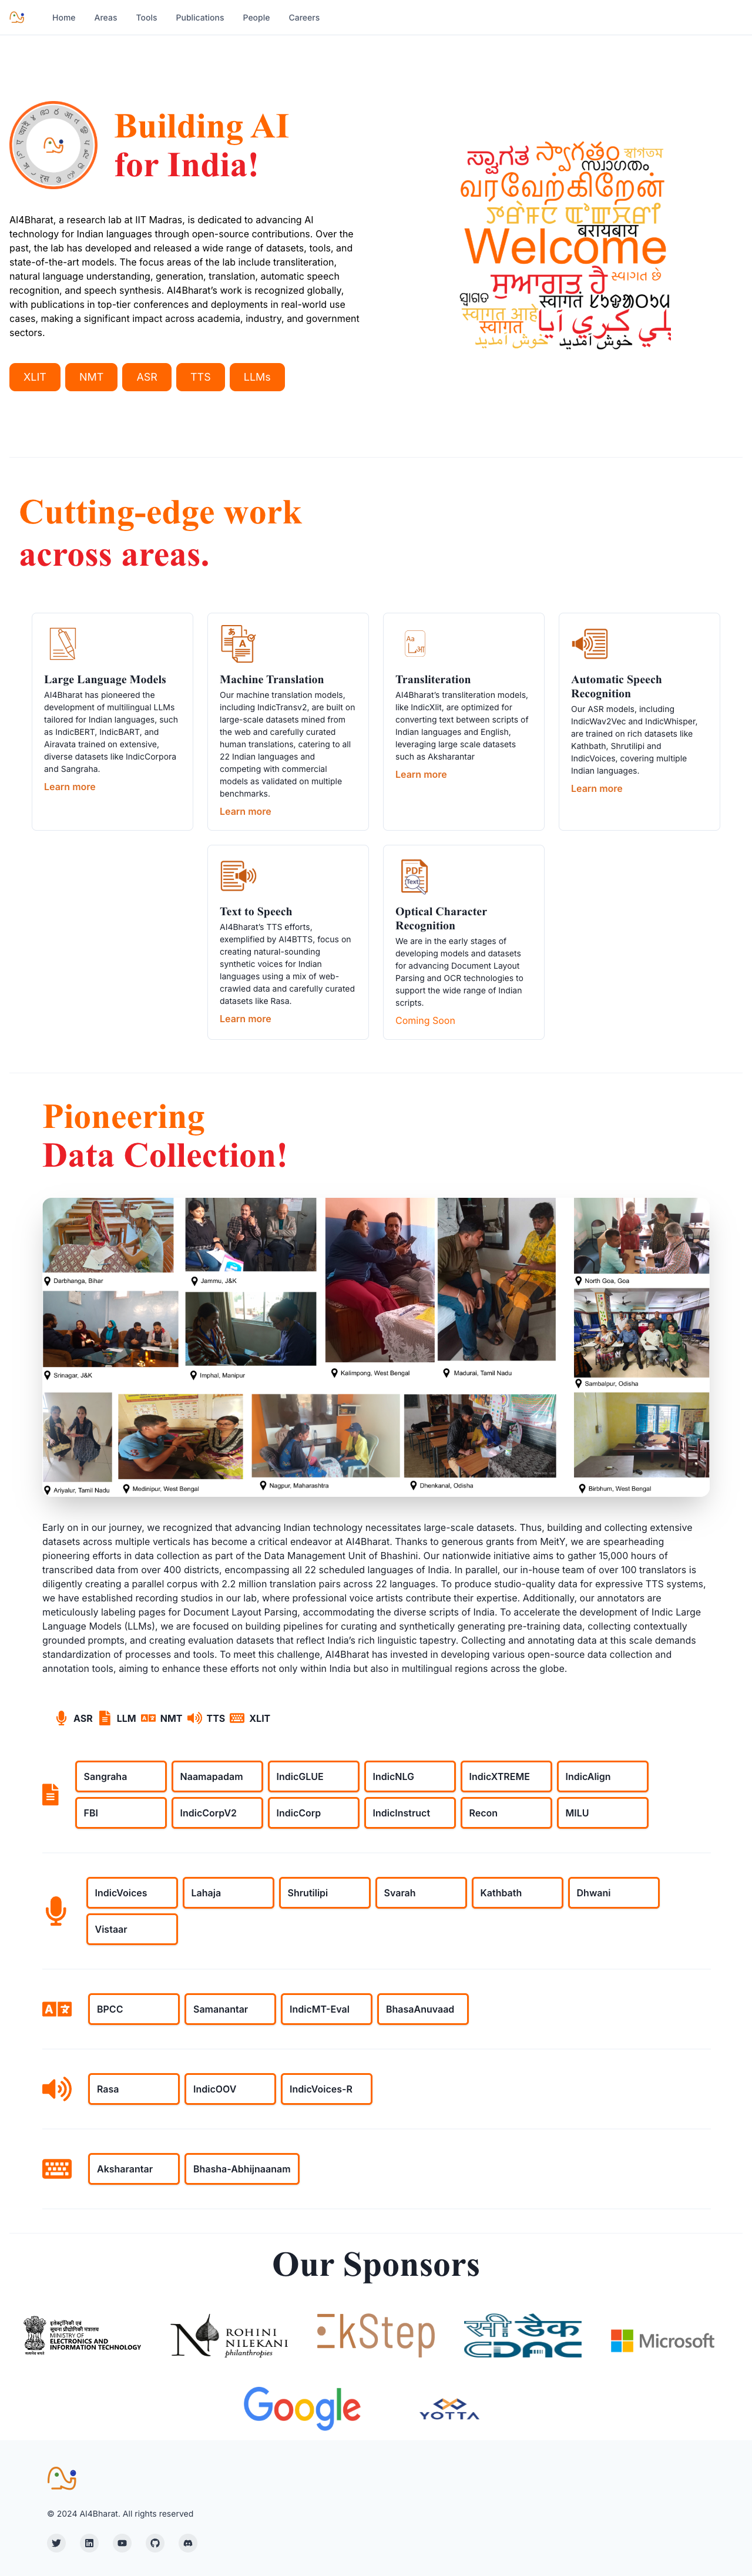 Home Areas Tools Publications People Careers
Building AI
for India!
AI4Bharat, a research lab at IIT Madras, is dedicated to advancing AI
technology for Indian languages through open-source contributions. Over the
past, the lab has developed and released a wide range of datasets, tools, and
state-of-the-art models. The focus areas of the lab include transliteration,
natural language understanding, generation, translation, automatic speech
recognition, and speech synthesis. AI4Bharat’s work is recognized globally,
with publications in top-tier conferences and deployments in real-world use
cases, making a significant impact across academia, industry, and government
sectors.
XLIT NMT ASR TTS LLMs
ಸ್ವಾಗತ స్వాగతం स्वागतम
സ്വാഗതം
வரவேற்கிறேன்
बरायबाय
Welcome
ਸੁਆਗਤ ਹੈ સ્વાગત છે
ସ୍ୱାଗତ स्वागतं
स्वागत आहे
स्वागत
خوش آمدید خوش آمدید
Cutting-edge work
across areas.
Large Language Models
AI4Bharat has pioneered the
development of multilingual LLMs
tailored for Indian languages, such
as IndicBERT, IndicBART, and
Airavata trained on extensive,
diverse datasets like IndicCorpora
and Sangraha.
Learn more
Machine Translation
Our machine translation models,
including IndicTransv2, are built on
large-scale datasets mined from
the web and carefully curated
human translations, catering to all
22 Indian languages and
competing with commercial
models as validated on multiple
benchmarks.
Learn more
Aa
Transliteration
AI4Bharat’s transliteration models,
like IndicXlit, are optimized for
converting text between scripts of
Indian languages and English,
leveraging large scale datasets
such as Aksharantar
Learn more
Automatic Speech
Recognition
Our ASR models, including
IndicWav2Vec and IndicWhisper,
are trained on rich datasets like
Kathbath, Shrutilipi and
IndicVoices, covering multiple
Indian languages.
Learn more
Text to Speech
AI4Bharat’s TTS efforts,
exemplified by AI4BTTS, focus on
creating natural-sounding
synthetic voices for Indian
languages using a mix of web-
crawled data and carefully curated
datasets like Rasa.
Learn more
PDF
Text
Optical Character
Recognition
We are in the early stages of
developing models and datasets
for advancing Document Layout
Parsing and OCR technologies to
support the wide range of Indian
scripts.
Coming Soon
Pioneering
Data Collection!
Darbhanga, Bihar
Jammu, J&K
North Goa, Goa
Srinagar, J&K
Imphal, Manipur
Kalimpong, West Bengal
Madurai, Tamil Nadu
Sambalpur, Odisha
Ariyalur, Tamil Nadu
Medinipur, West Bengal
Nagpur, Maharashtra
Dhenkanal, Odisha
Birbhum, West Bengal
Early on in our journey, we recognized that advancing Indian technology necessitates large-scale datasets. Thus, building and collecting extensive
datasets across multiple verticals has become a critical endeavor at AI4Bharat. Thanks to generous grants from MeitY, we are spearheading
pioneering efforts in data collection as part of the Data Management Unit of Bhashini. Our nationwide initiative aims to gather 15,000 hours of
transcribed data from over 400 districts, encompassing all 22 scheduled languages of India. In parallel, our in-house team of over 100 translators is
diligently creating a parallel corpus with 2.2 million translation pairs across 22 languages. To produce studio-quality data for expressive TTS systems,
we have established recording studios in our lab, where professional voice artists contribute their expertise. Additionally, our annotators are
meticulously labeling pages for Document Layout Parsing, accommodating the diverse scripts of India. To accelerate the development of Indic Large
Language Models (LLMs), we are focused on building pipelines for curating and synthetically generating pre-training data, collecting contextually
grounded prompts, and creating evaluation datasets that reflect India’s rich linguistic tapestry. Collecting and annotating data at this scale demands
standardization of processes and tools. To meet this challenge, AI4Bharat has invested in developing various open-source data collection and
annotation tools, aiming to enhance these efforts not only within India but also in multilingual regions across the globe.
ASR LLM NMT TTS XLIT
Sangraha Naamapadam IndicGLUE IndicNLG IndicXTREME IndicAlign
FBI IndicCorpV2 IndicCorp IndicInstruct Recon MILU
IndicVoices Lahaja Shrutilipi Svarah Kathbath Dhwani
Vistaar
BPCC Samanantar IndicMT-Eval BhasaAnuvaad
Rasa IndicOOV IndicVoices-R
Aksharantar Bhasha-Abhijnaanam
Our Sponsors
इलेक्ट्रॉनिकी एवं
सूचना प्रौद्योगिकी मंत्रालय
MINISTRY OF
ELECTRONICS AND
INFORMATION TECHNOLOGY
ROHINI
NILEKANI
philanthropies
EkStep
सी डैक
CDAC
Microsoft
Google
YOTTA
© 2024 AI4Bharat. All rights reserved